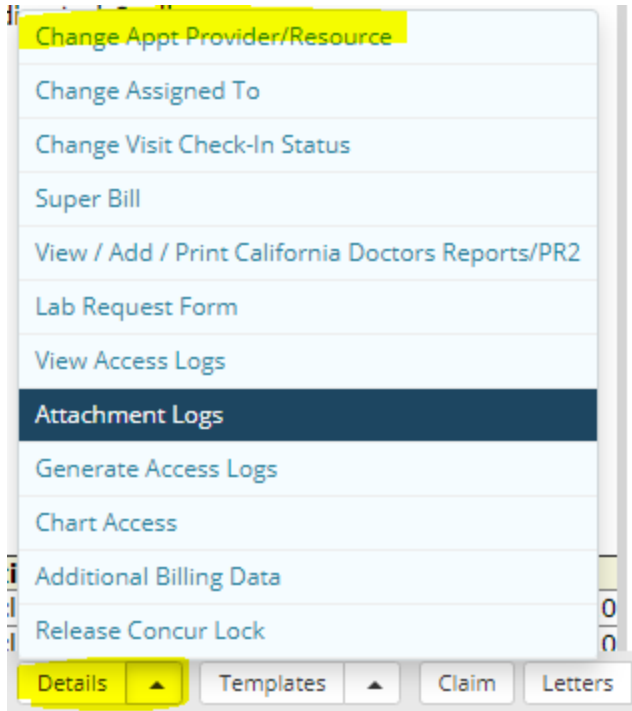 Change Appt Provider/Resource
Change Assigned To
Change Visit Check-In Status
Super Bill
View / Add / Print California Doctors Reports/PR2
Lab Request Form
View Access Logs
Attachment Logs
Generate Access Logs
Chart Access
Additional Billing Data
0
Release Concur Lock
0
Details Templates Claim Letters